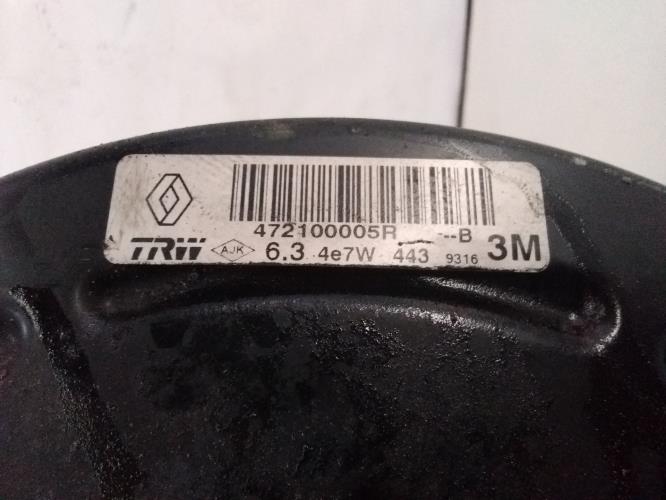 472100005R ---B
TRW AJK 6.3 4e7W 443 9316 3M